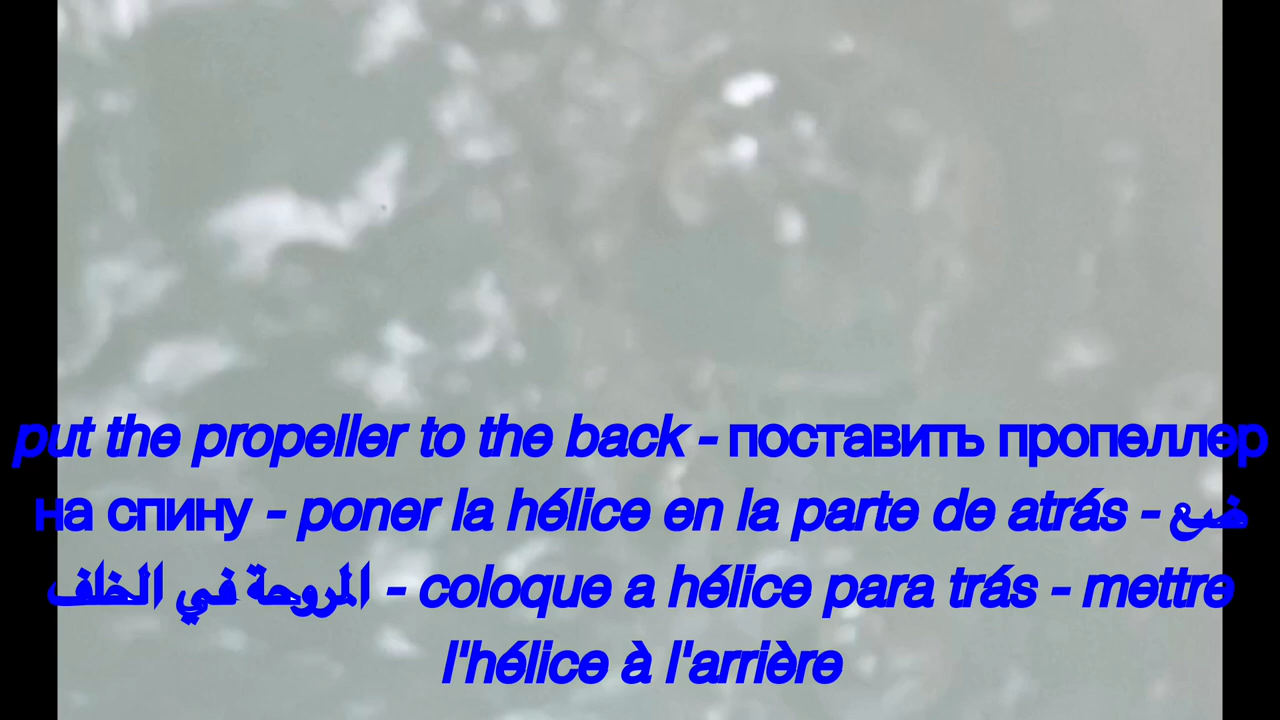 put the propeller to the back - поставить пропеллер
на спину - poner la hélice en la parte de atrás - ضع
المروحة في الخلف - coloque a hélice para trás - mettre
l'hélice à l'arrière